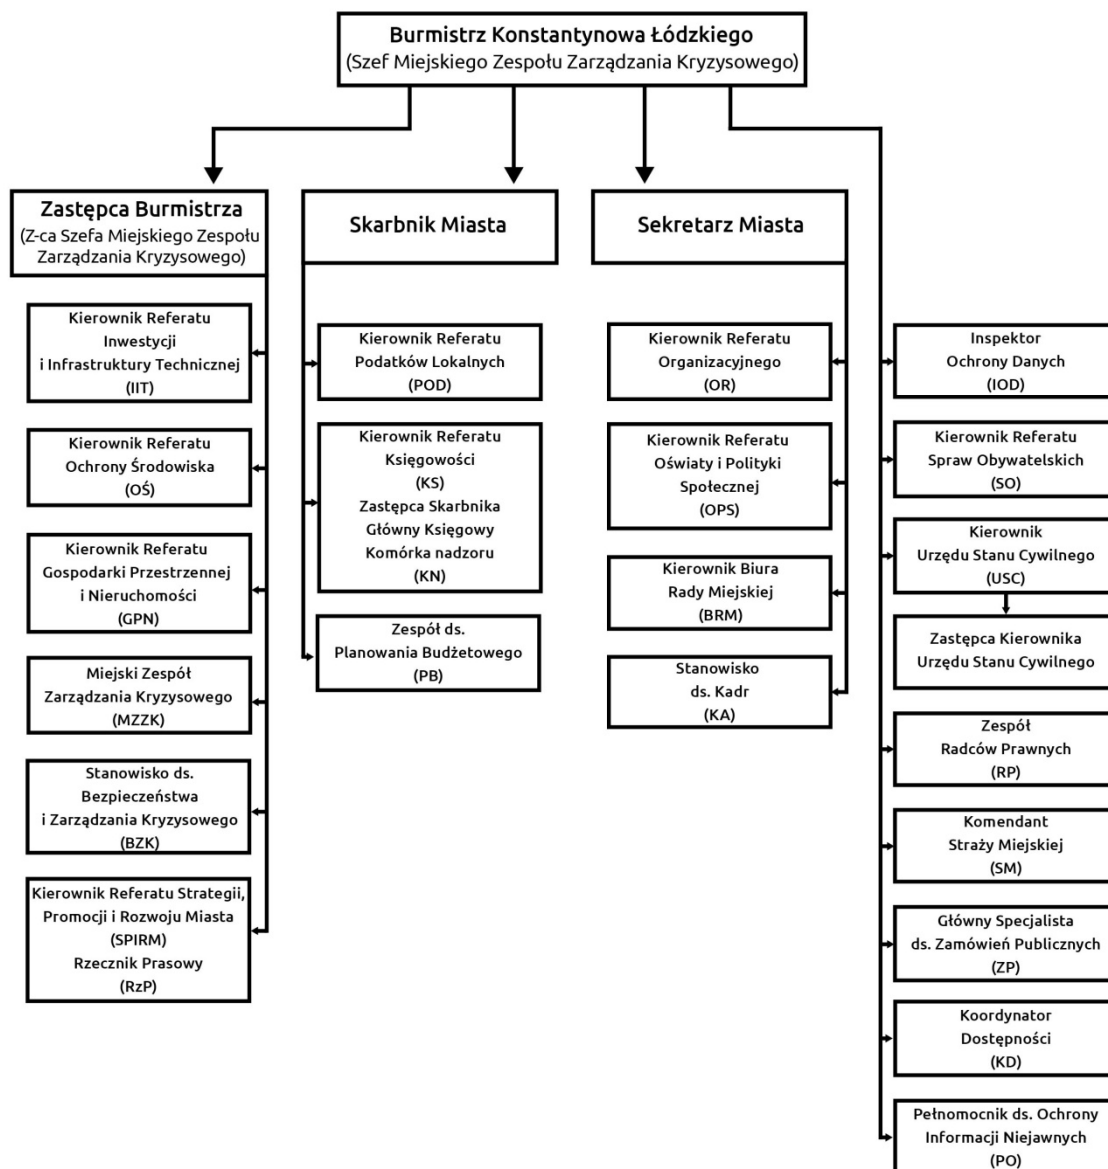 Burmistrz Konstantynowa Łódzkiego
(Szef Miejskiego Zespołu Zarządzania Kryzysowego)
Zastępca Burmistrza
(Z-ca Szefa Miejskiego Zespołu
Zarządzania Kryzysowego)
Kierownik Referatu
Inwestycji
i Infrastruktury Technicznej
(IIT)
Kierownik Referatu
Ochrony Środowiska
(OŚ)
Kierownik Referatu
Gospodarki Przestrzennej
i Nieruchomości
(GPN)
Miejski Zespół
Zarządzania Kryzysowego
(MZZK)
Stanowisko ds.
Bezpieczeństwa
i Zarządzania Kryzysowego
(BZK)
Kierownik Referatu Strategii,
Promocji i Rozwoju Miasta
(SPIRM)
Rzecznik Prasowy
(RzP)
Skarbnik Miasta
Kierownik Referatu
Podatków Lokalnych
(POD)
Kierownik Referatu
Księgowości
(KS)
Zastępca Skarbnika
Główny Księgowy
Komórka nadzoru
(KN)
Zespół ds.
Planowania Budżetowego
(PB)
Sekretarz Miasta
Kierownik Referatu
Organizacyjnego
(OR)
Kierownik Referatu
Oświaty i Polityki
Społecznej
(OPS)
Kierownik Biura
Rady Miejskiej
(BRM)
Stanowisko
ds. Kadr
(KA)
Inspektor
Ochrony Danych
(IOD)
Kierownik Referatu
Spraw Obywatelskich
(SO)
Kierownik
Urzędu Stanu Cywilnego
(USC)
Zastępca Kierownika
Urzędu Stanu Cywilnego
Zespół
Radców Prawnych
(RP)
Komendant
Straży Miejskiej
(SM)
Główny Specjalista
ds. Zamówień Publicznych
(ZP)
Koordynator
Dostępności
(KD)
Pełnomocnik ds. Ochrony
Informacji Niejawnych
(PO)